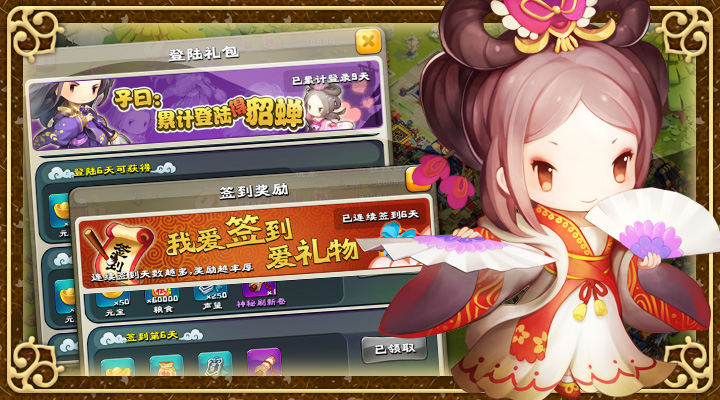 登陆礼包
已累计登录9天
子曰:
累计登陆得貂蝉
登陆6天可获得
签到奖励
已连续签到6天
我爱签到
爱礼物
签到
连续签到天数越多,奖励越丰厚
×50
×60000
×250
×1
元宝
粮食
声望
神秘刷新卷
签到第6天
已领取